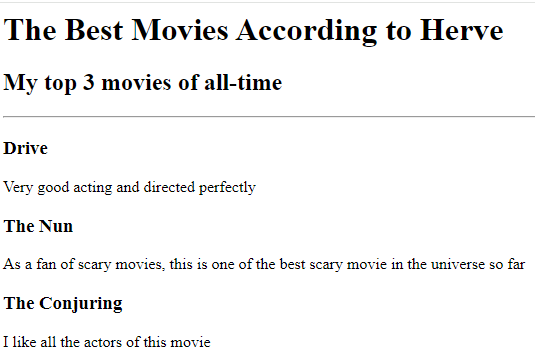 The Best Movies According to Herve
My top 3 movies of all-time
Drive
Very good acting and directed perfectly
The Nun
As a fan of scary movies, this is one of the best scary movie in the universe so far
The Conjuring
I like all the actors of this movie